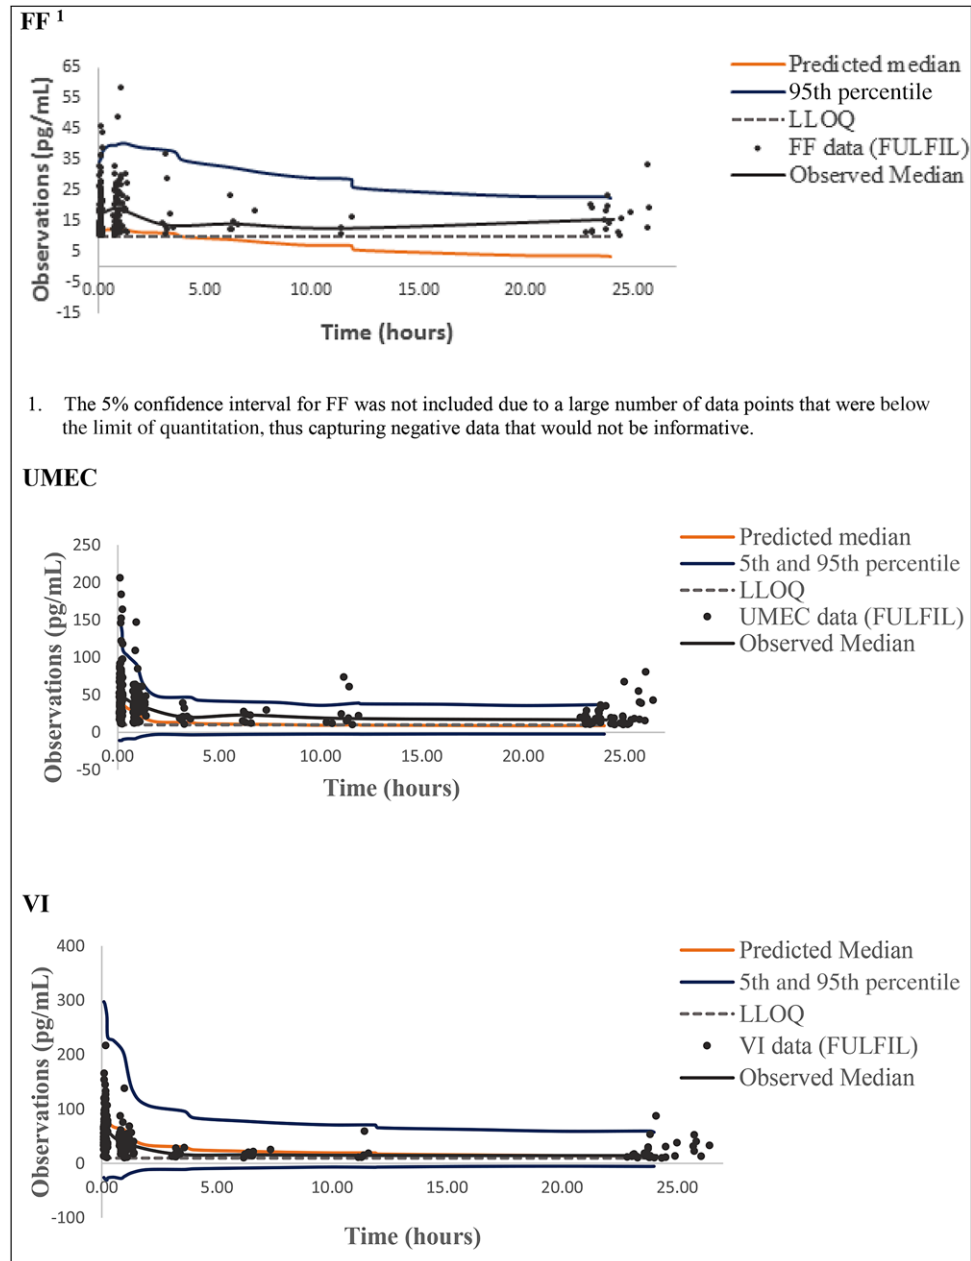 FF 1
Observations (pg/mL)
65
55
45
35
25
15
5
-5
-15
0.00 5.00 10.00 15.00 20.00 25.00
Time (hours)
Predicted median
95th percentile
LLOQ
FF data (FULFIL)
Observed Median
1. The 5% confidence interval for FF was not included due to a large number of data points that were below
the limit of quantitation, thus capturing negative data that would not be informative.
UMEC
Observations (pg/mL)
250
200
150
100
50
0
-50
0.00 5.00 10.00 15.00 20.00 25.00
Time (hours)
Predicted median
5th and 95th percentile
LLOQ
UMEC data (FULFIL)
Observed Median
VI
Observations (pg/mL)
400
300
200
100
0
-100
0.00 5.00 10.00 15.00 20.00 25.00
Time (hours)
Predicted Median
5th and 95th percentile
LLOQ
VI data (FULFIL)
Observed Median